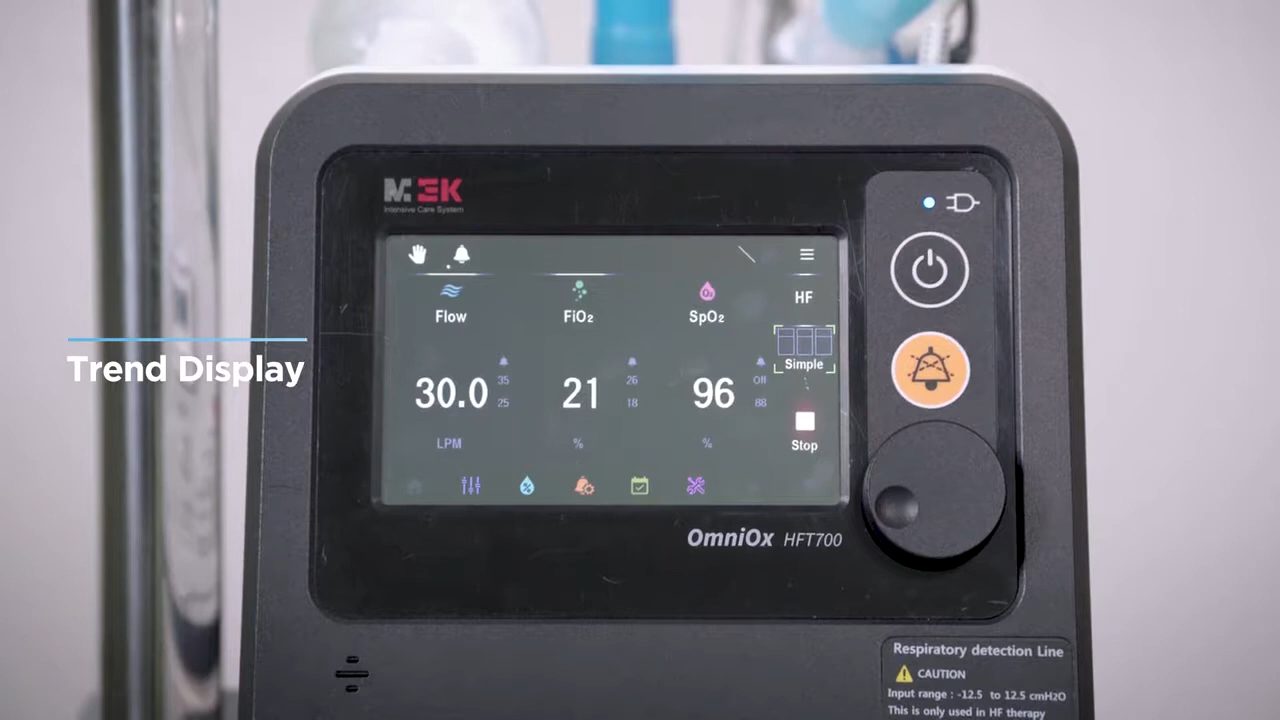 MEK
Intensive Care System
Flow
FiO₂
SpO₂
HF
Trend Display
30.0
35
25
21
26
18
96
Off
88
Simple
LPM
%
%
Stop
OmniOx HFT700
Respiratory detection Line
CAUTION
Input range : -12.5 to 12.5 cmH2O
This is only used in HF therapy